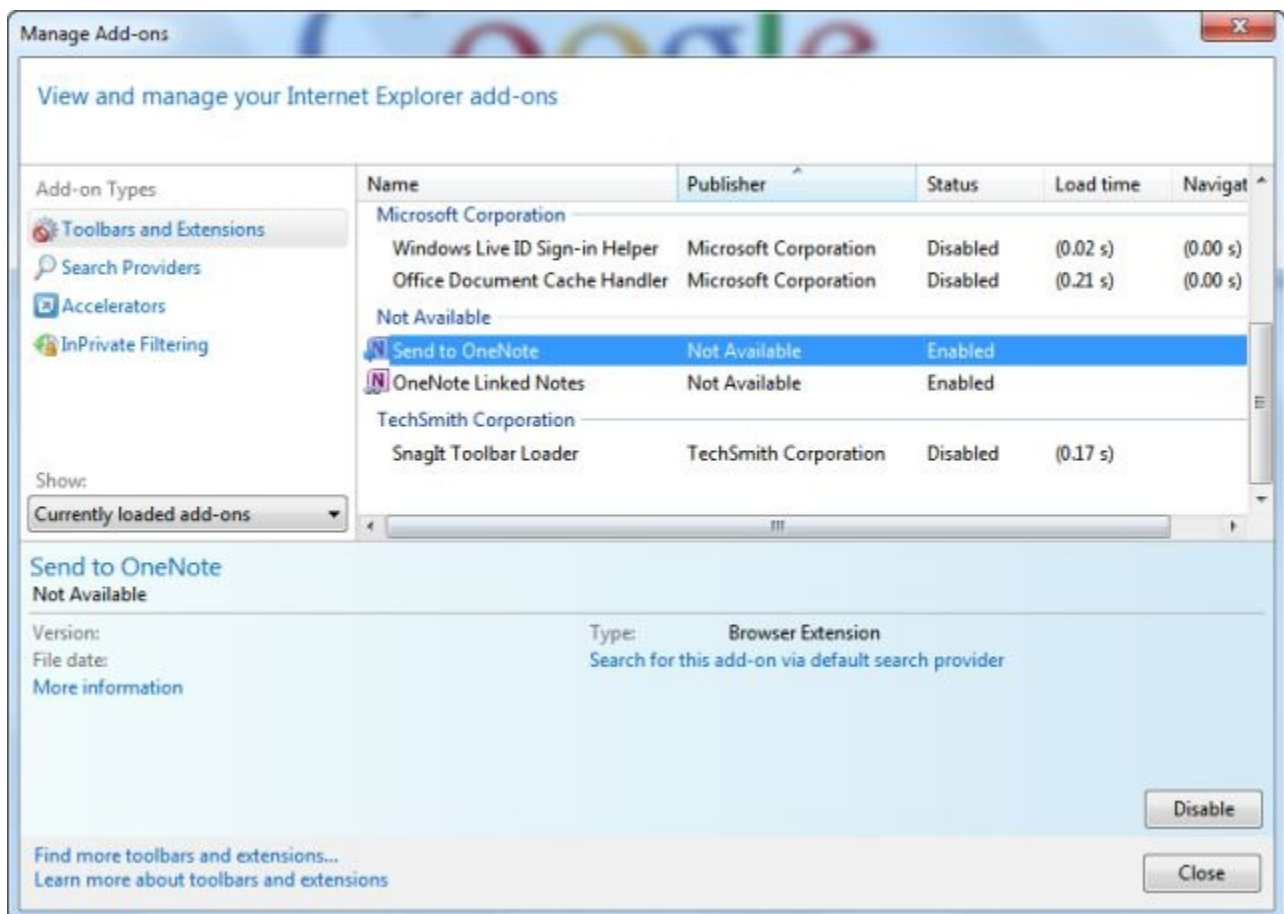 Manage Add-ons
Google
View and manage your Internet Explorer add-ons
Add-on Types
Toolbars and Extensions
Search Providers
Accelerators
InPrivate Filtering
Show:
Currently loaded add-ons
Name Publisher Status Load time Navigat
Microsoft Corporation
Windows Live ID Sign-in Helper Microsoft Corporation Disabled (0.02 s) (0.00 s)
Office Document Cache Handler Microsoft Corporation Disabled (0.21 s) (0.00 s)
Not Available
Send to OneNote Not Available Enabled
OneNote Linked Notes Not Available Enabled
TechSmith Corporation
SnagIt Toolbar Loader TechSmith Corporation Disabled (0.17 s)
Send to OneNote
Not Available
Version:
File date:
More information
Type: Browser Extension
Search for this add-on via default search provider
Disable
Find more toolbars and extensions...
Learn more about toolbars and extensions
Close